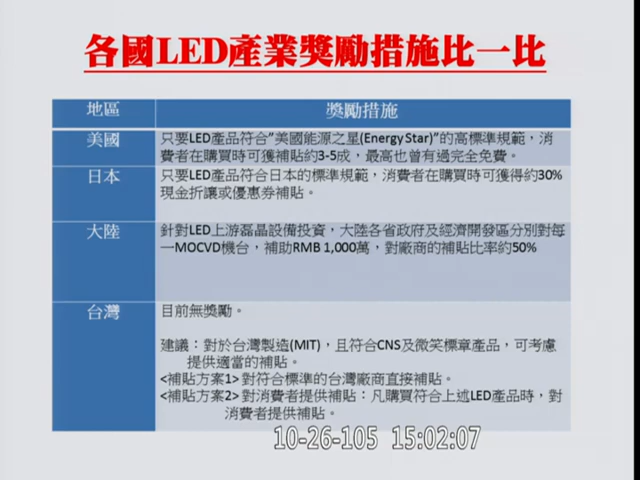 各國LED產業獎勵措施比一比
地區 獎勵措施
美國 只要LED產品符合”美國能源之星(Energy Star)”的高標準規範，消
費者在購買時可獲補貼約3-5成，最高也曾有過完全免費。
日本 只要LED產品符合日本的標準規範，消費者在購買時可獲得約30%
現金折讓或優惠券補貼。
大陸 針對LED上游磊晶設備投資，大陸各省政府及經濟開發區分別對每
一MOCVD機台，補助RMB 1,000萬，對廠商的補貼比率約50%
台灣 目前無獎勵。
建議：對於台灣製造(MIT)，且符合CNS及微笑標章產品，可考慮
提供適當的補貼。
<補貼方案1> 對符合標準的台灣廠商直接補貼。
<補貼方案2> 對消費者提供補貼：凡購買符合上述LED產品時，對
消費者提供補貼。
10-26-105 15:02:07